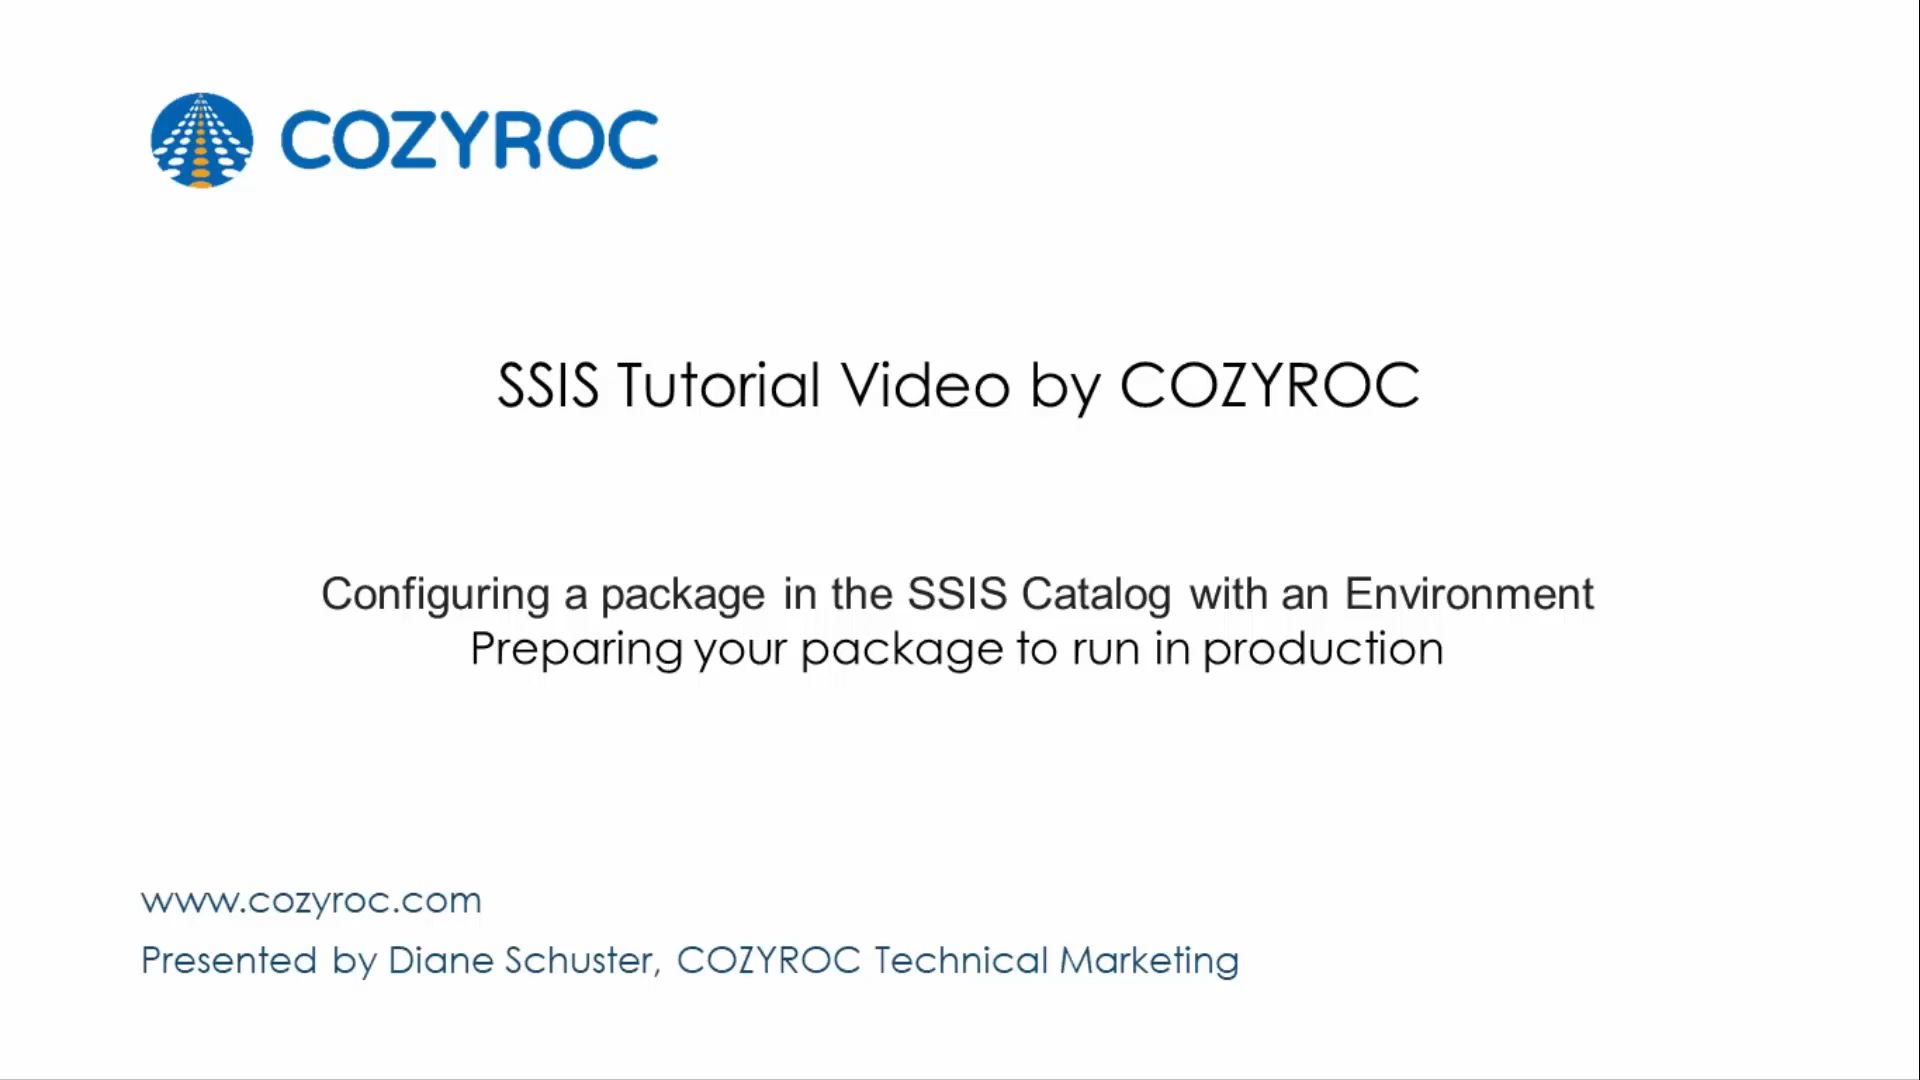 COZYROC
SSIS Tutorial Video by COZYROC
Configuring a package in the SSIS Catalog with an Environment
Preparing your package to run in production
www.cozyroc.com
Presented by Diane Schuster, COZYROC Technical Marketing